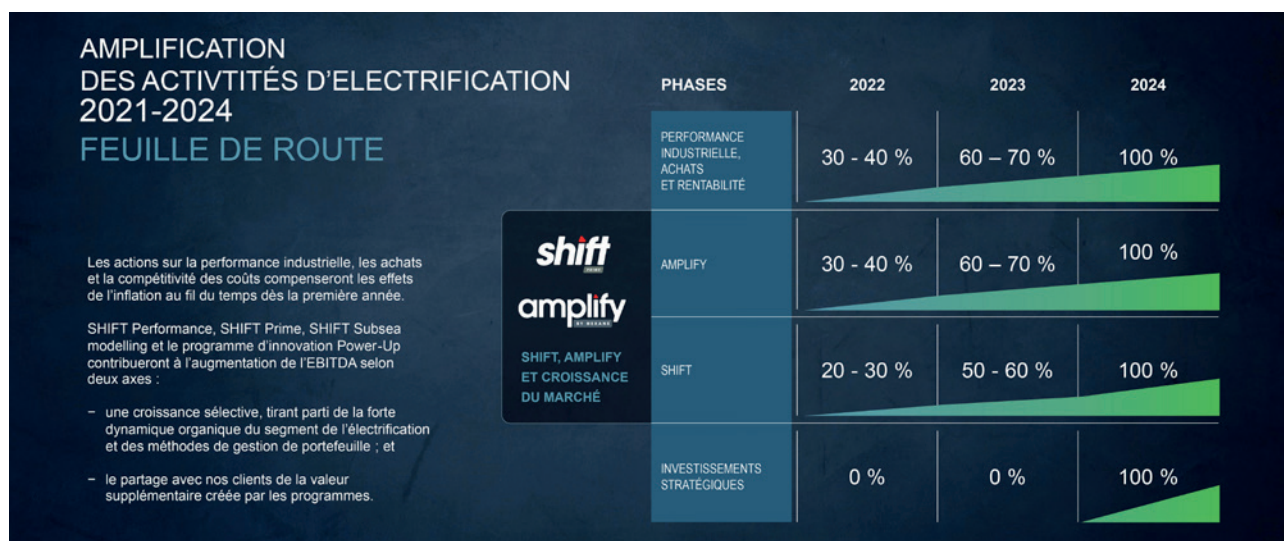 AMPLIFICATION
DES ACTIVTITÉS D'ELECTRIFICATION
2021-2024
FEUILLE DE ROUTE
Les actions sur la performance industrielle, les achats
et la compétitivité des coûts compenseront les effets
de l'inflation au fil du temps dès la première année.
SHIFT Performance, SHIFT Prime, SHIFT Subsea
modelling et le programme d'innovation Power-Up
contribueront à l'augmentation de l'EBITDA selon
deux axes :
– une croissance sélective, tirant parti de la forte
dynamique organique du segment de l'électrification
et des méthodes de gestion de portefeuille ; et
– le partage avec nos clients de la valeur
supplémentaire créée par les programmes.
shift
PRIME
amplify
BY NEXANS
SHIFT, AMPLIFY
ET CROISSANCE
DU MARCHÉ
PHASES 2022 2023 2024
PERFORMANCE
INDUSTRIELLE,
ACHATS
ET RENTABILITÉ
30 - 40 % 60 – 70 % 100 %
AMPLIFY 30 - 40 % 60 – 70 % 100 %
SHIFT 20 - 30 % 50 - 60 % 100 %
INVESTISSEMENTS
STRATÉGIQUES
0 % 0 % 100 %